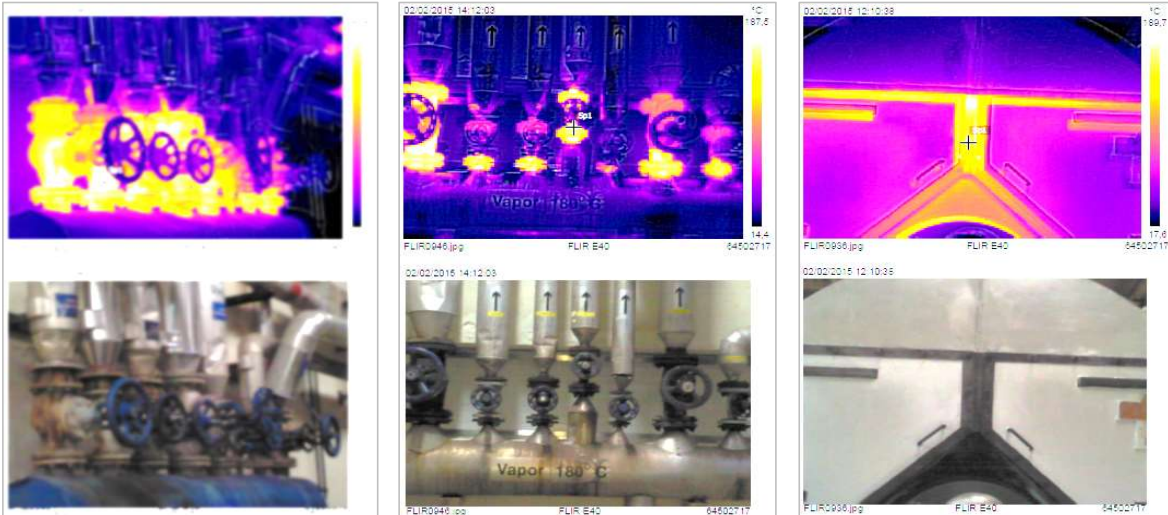 02/02/2015 14:12:03
°C
187,5
Sp1
Vapor 180°C
14,4
FLIR0946.jpg FLIR E40 64502717
02/02/2015 14:12:03
Vapor 180°C
FLIR0946.jpg FLIR E40 64502717
02/02/2015 12:10:38
°C
189,7
17,6
FLIR0936.jpg FLIR E40 64502717
02/02/2015 12:10:35
FLIR0936.jpg FLIR E40 64502717